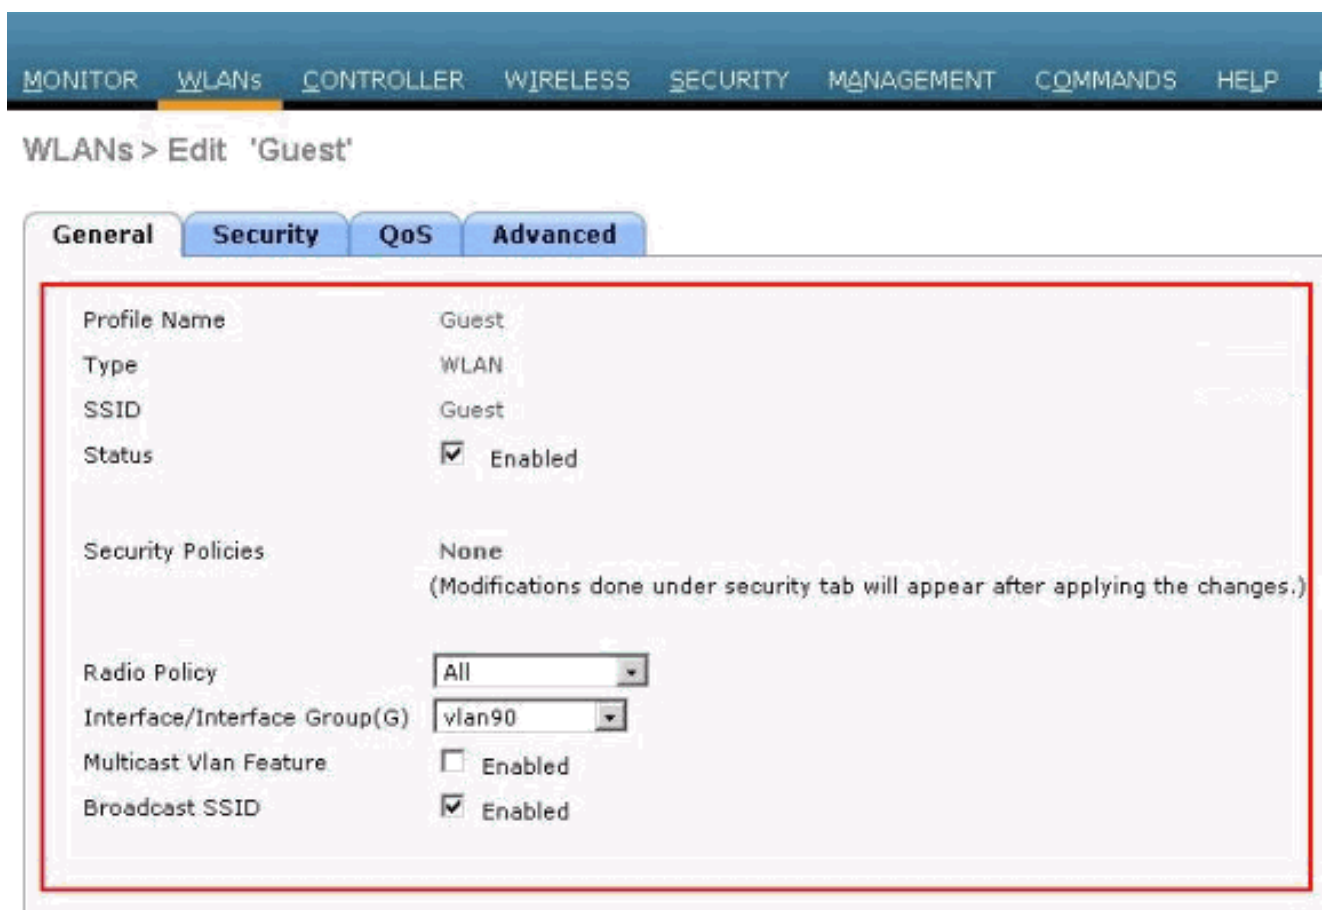 MONITOR WLANs CONTROLLER WIRELESS SECURITY MANAGEMENT COMMANDS HELP
WLANs > Edit 'Guest'
General Security QoS Advanced
Profile Name Guest
Type WLAN
SSID Guest
Status Enabled
Security Policies None
(Modifications done under security tab will appear after applying the changes.)
Radio Policy All
Interface/Interface Group(G) vlan90
Multicast Vlan Feature Enabled
Broadcast SSID Enabled